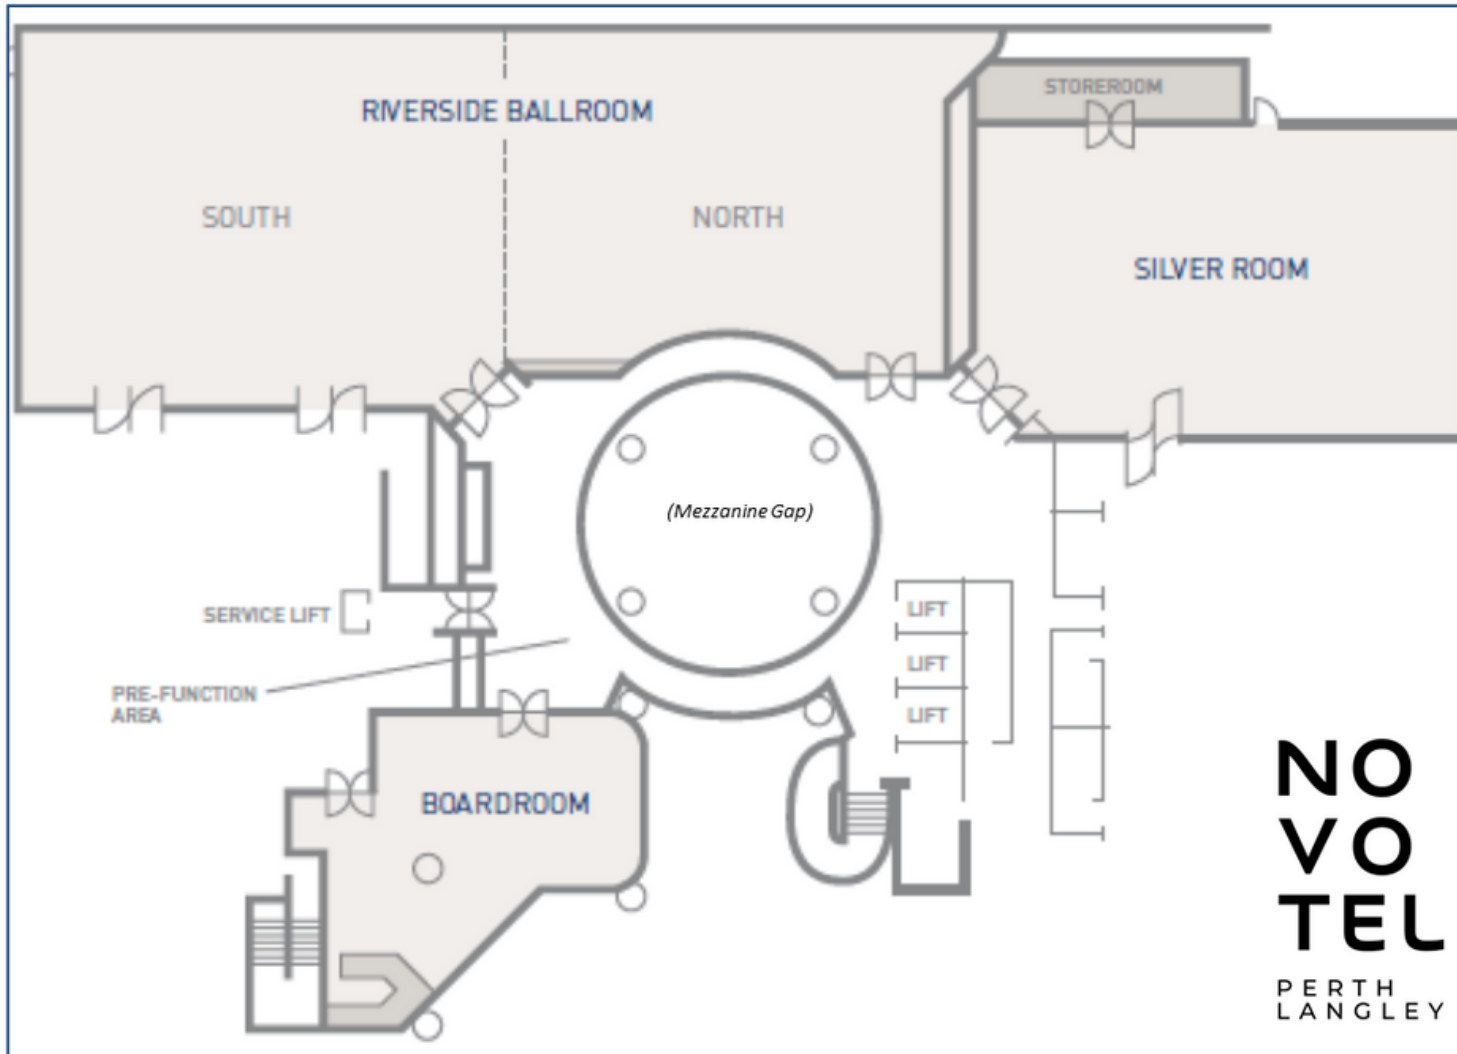 STOREROOM
RIVERSIDE BALLROOM
SOUTH
NORTH
SILVER ROOM
(Mezzanine Gap)
SERVICE LIFT
LIFT
LIFT
LIFT
PRE-FUNCTION
AREA
BOARDROOM
NO
VO
TEL
PERTH
LANGLEY